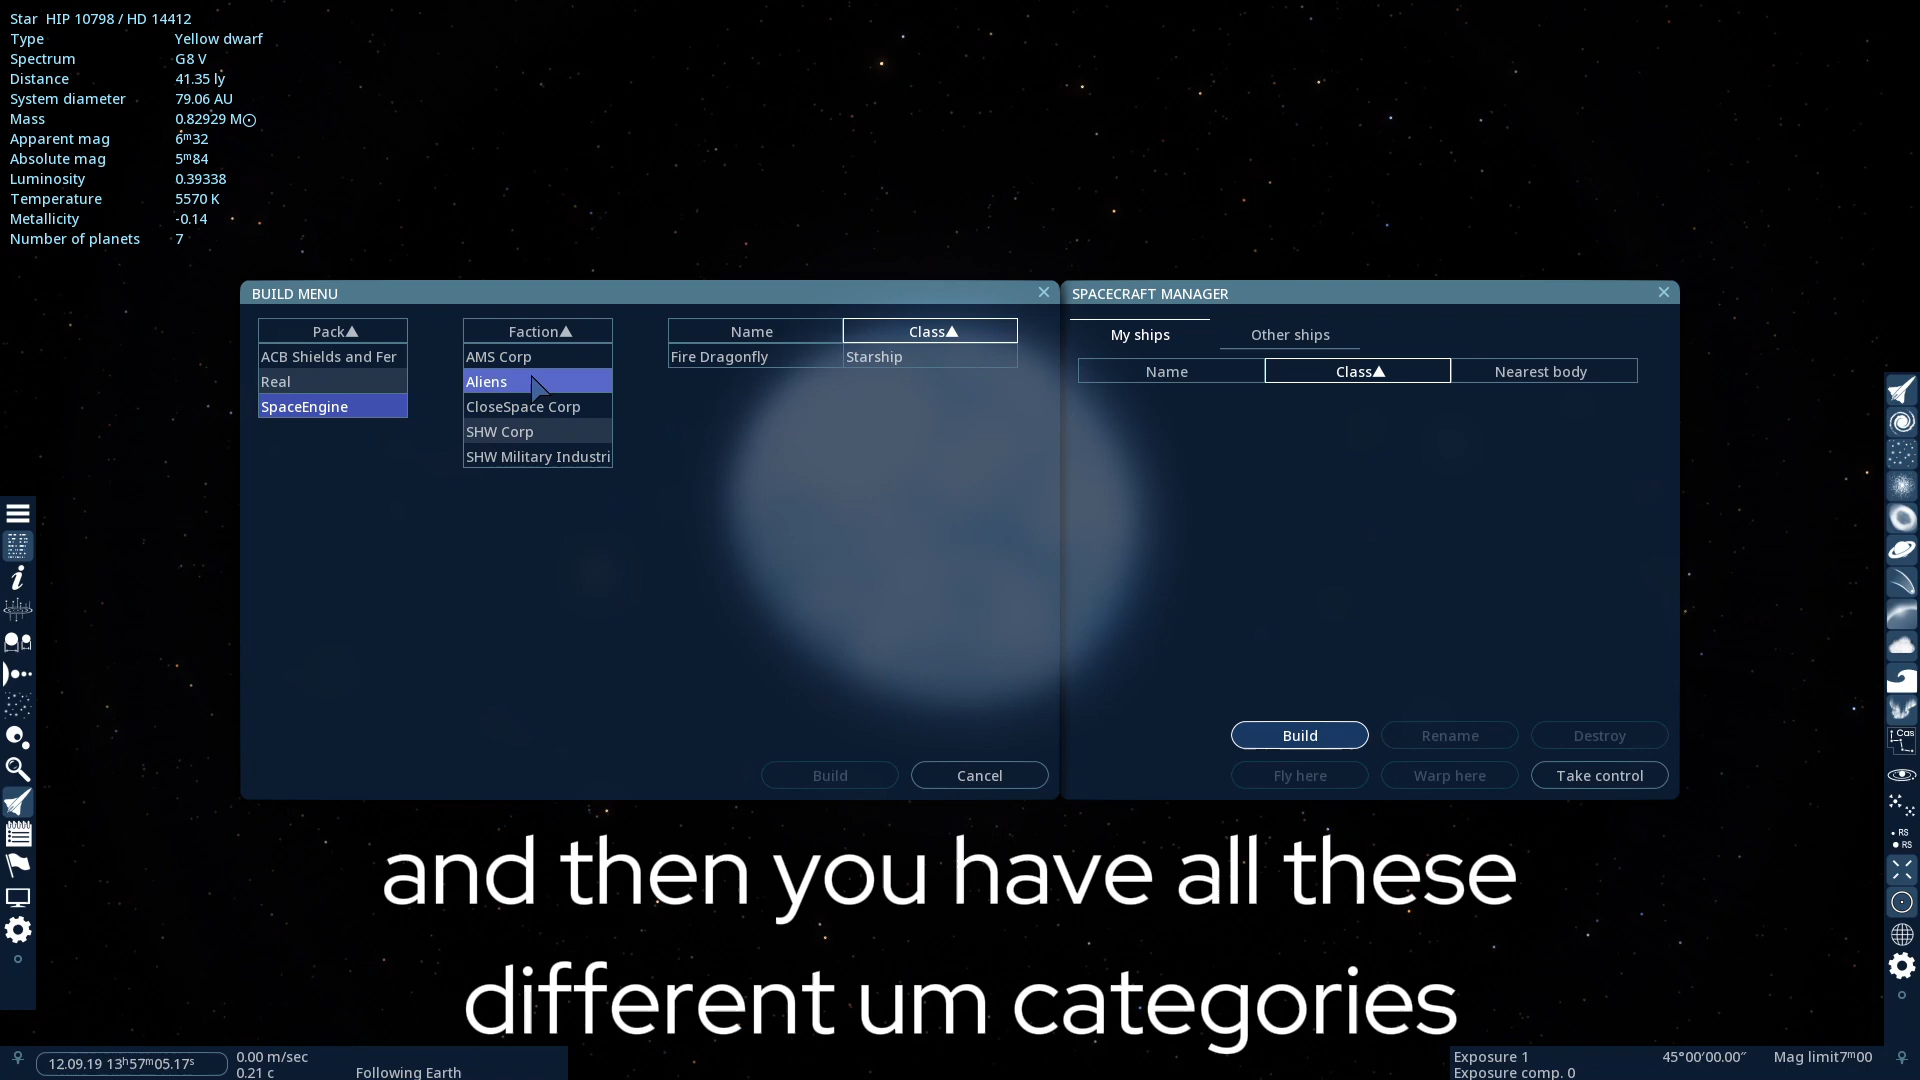 Star HIP 10798 / HD 14412
Type Yellow dwarf
Spectrum G8 V
Distance 41.35 ly
System diameter 79.06 AU
Mass 0.82929 M☉
Apparent mag 6ᵐ32
Absolute mag 5ᵐ84
Luminosity 0.39338
Temperature 5570 K
Metallicity -0.14
Number of planets 7
BUILD MENU
Pack▲ Faction▲ Name Class▲
ACB Shields and Fer AMS Corp Fire Dragonfly Starship
Real Aliens
SpaceEngine CloseSpace Corp
SHW Corp
SHW Military Industri
Build Cancel
SPACECRAFT MANAGER
My ships Other ships
Name Class▲ Nearest body
Build Rename Destroy
Fly here Warp here Take control
Cas
RS
RS
and then you have all these
different um categories
12.09.19 13ʰ57ᵐ05.17ˢ
0.00 m/sec
0.21 c Following Earth
Exposure 1 45°00′00.00″ Mag limit7ᵐ00
Exposure comp. 0